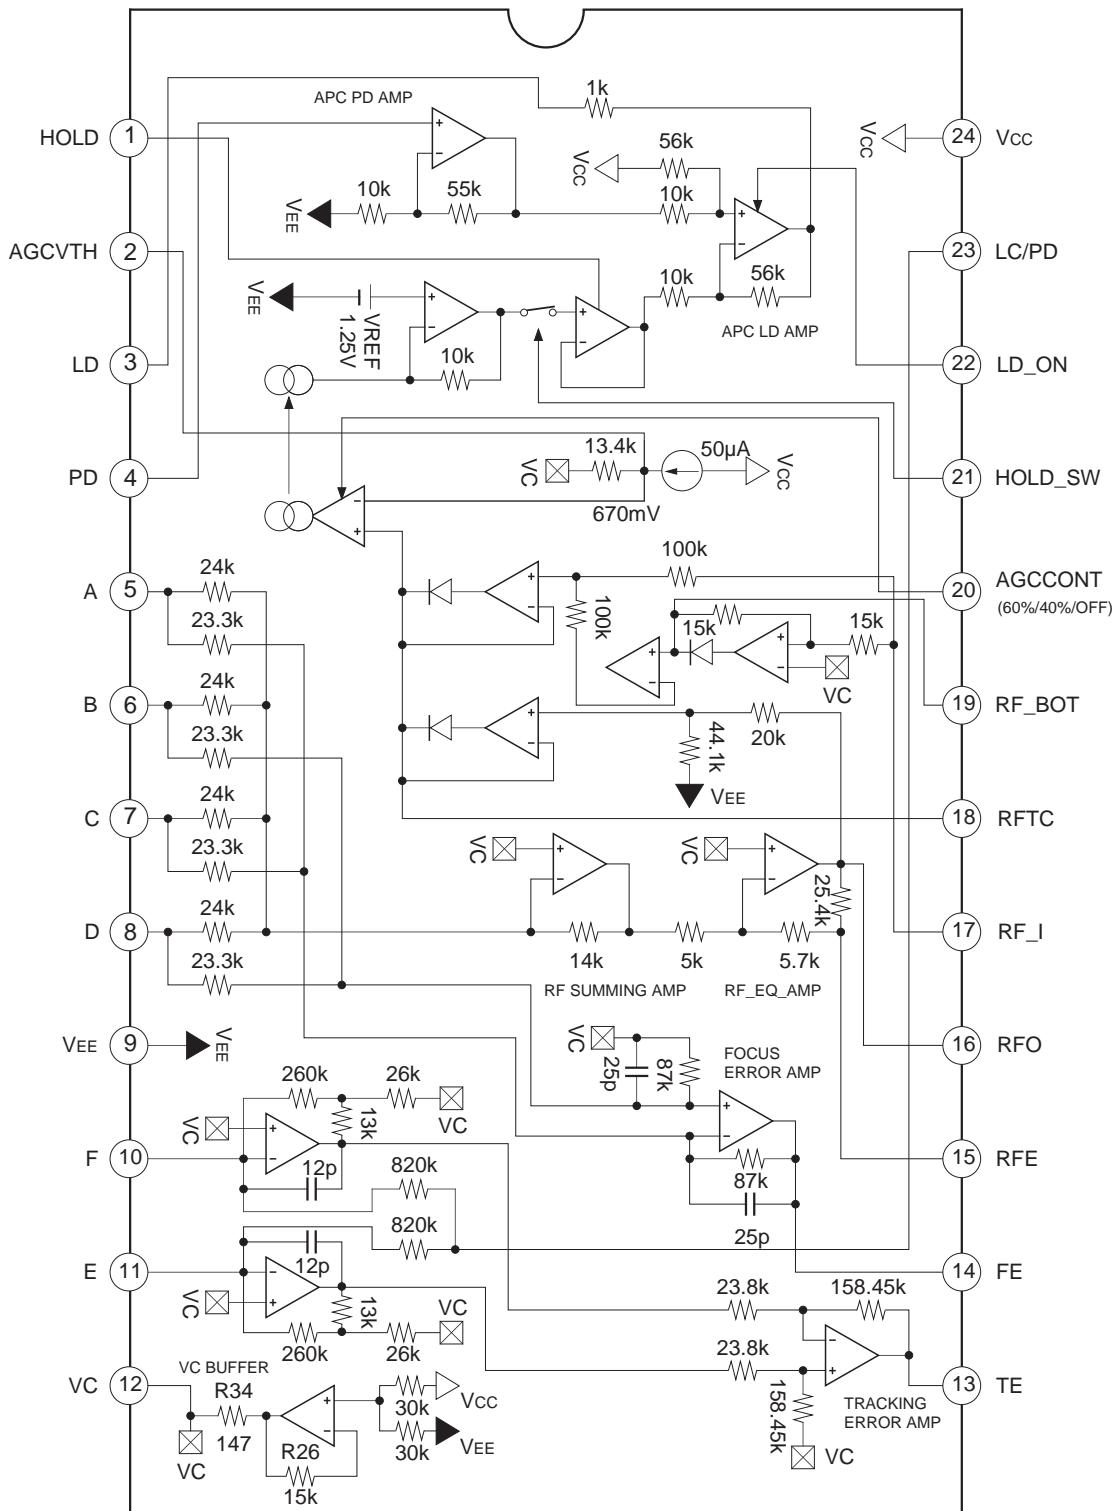 1k
APC PD AMP
HOLD 1
VCC
24 VCC
56k
VCC
10k
55k
10k
VEE
AGCVTH 2
23 LC/PD
10k
56k
VEE
VREF
1.25V
APC LD AMP
10k
LD 3
22 LD_ON
13.4k
50µA
VC
VCC
PD 4
21 HOLD_SW
670mV
100k
24k
A 5
20 AGCCONT
(60%/40%/OFF)
23.3k
100k
15k
15k
VC
24k
B 6
19 RF_BOT
23.3k
44.1k
20k
VEE
24k
C 7
18 RFTC
23.3k
VC
VC
25.4k
24k
D 8
17 RF_I
23.3k
14k
5k
5.7k
RF SUMMING AMP
RF_EQ_AMP
VEE 9
VEE
VC
25p
87k
FOCUS
ERROR AMP
16 RFO
260k
26k
VC
13k
VC
F 10
12p
820k
87k
15 RFE
820k
25p
E 11
12p
14 FE
VC
13k
VC
23.8k
158.45k
260k
26k
23.8k
VC BUFFER
VC 12
R34
VCC
30k
158.45k
13 TE
TRACKING
ERROR AMP
147
VC
R26
30k
VEE
VC
15k